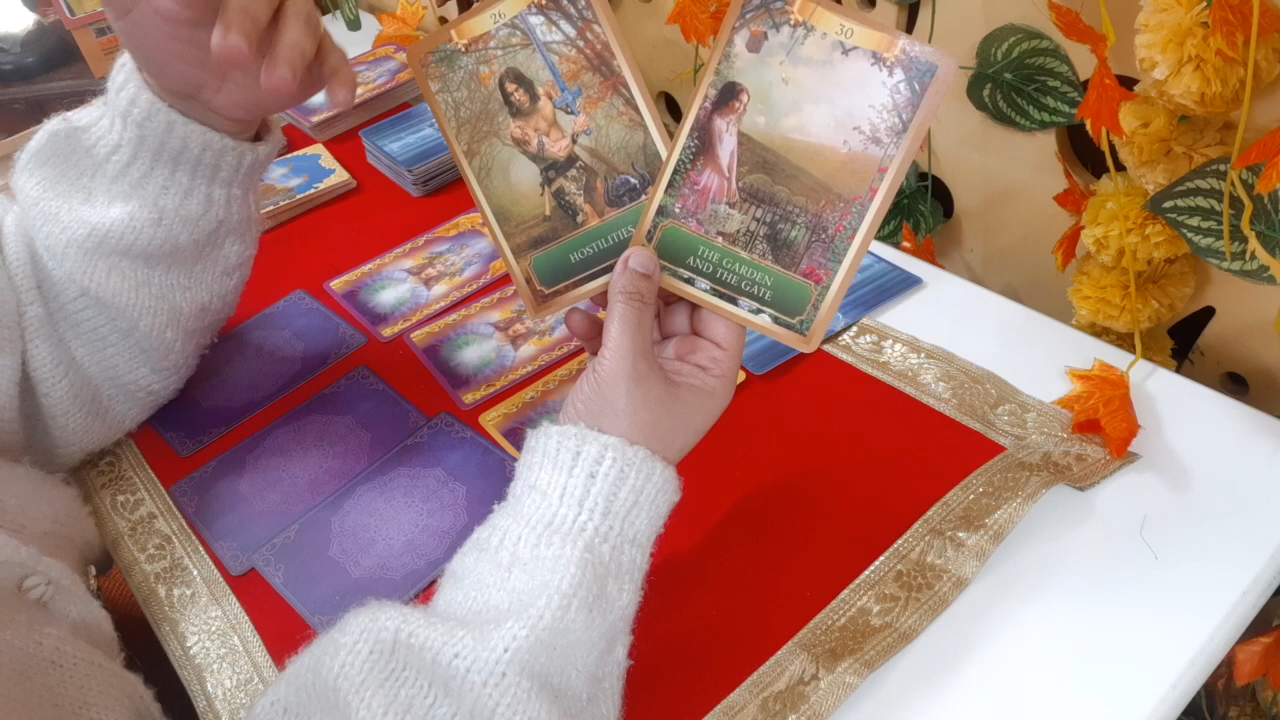 26
HOSTILITIES
30
THE GARDEN
AND THE GATE